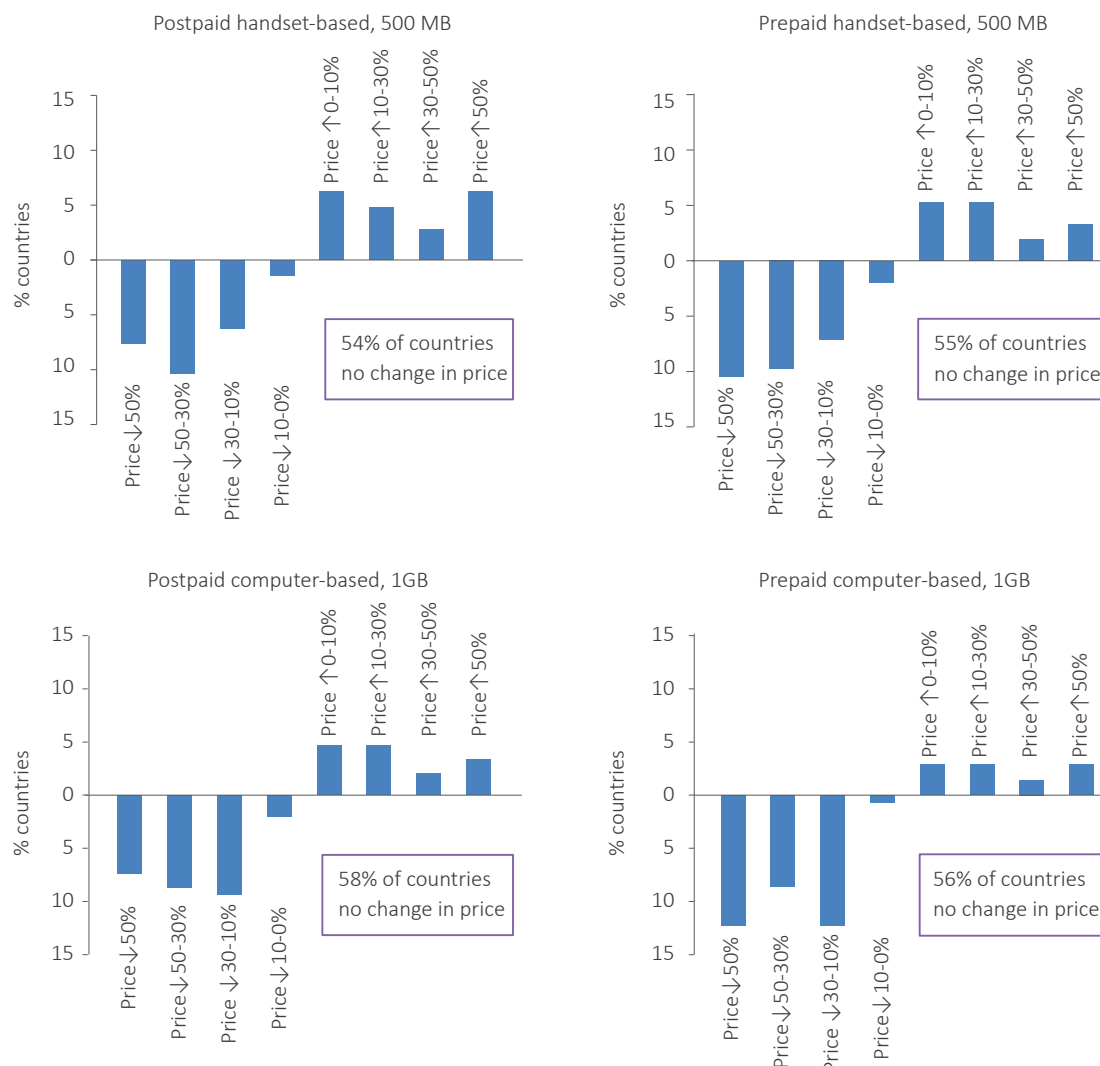 Postpaid handset-based, 500 MB
% countries
15
10
5
0
5
10
15
Price ↑0-10%
Price↑10-30%
Price↑30-50%
Price↑50%
Price↓50%
Price↓50-30%
Price ↓30-10%
Price↓10-0%
54% of countries
no change in price
Prepaid handset-based, 500 MB
% countries
15
10
5
0
5
10
15
Price ↑0-10%
Price↑10-30%
Price↑30-50%
Price↑50%
Price↓50%
Price↓50-30%
Price ↓30-10%
Price↓10-0%
55% of countries
no change in price
Postpaid computer-based, 1GB
% countries
15
10
5
0
5
10
15
Price ↑0-10%
Price↑10-30%
Price↑30-50%
Price↑50%
Price↓50%
Price↓50-30%
Price ↓30-10%
Price↓10-0%
58% of countries
no change in price
Prepaid computer-based, 1GB
% countries
15
10
5
0
5
10
15
Price ↑0-10%
Price↑10-30%
Price↑30-50%
Price↑50%
Price↓50%
Price↓50-30%
Price ↓30-10%
Price↓10-0%
56% of countries
no change in price